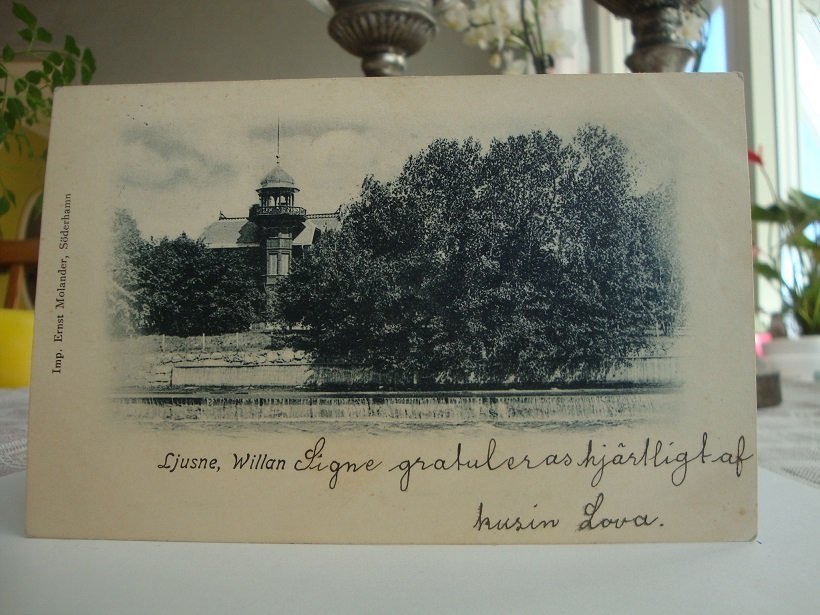 Imp. Ernst Molander, Söderhamn
Ljusne, Willan Signe gratuleras hjärtligt af
kusin Lova.